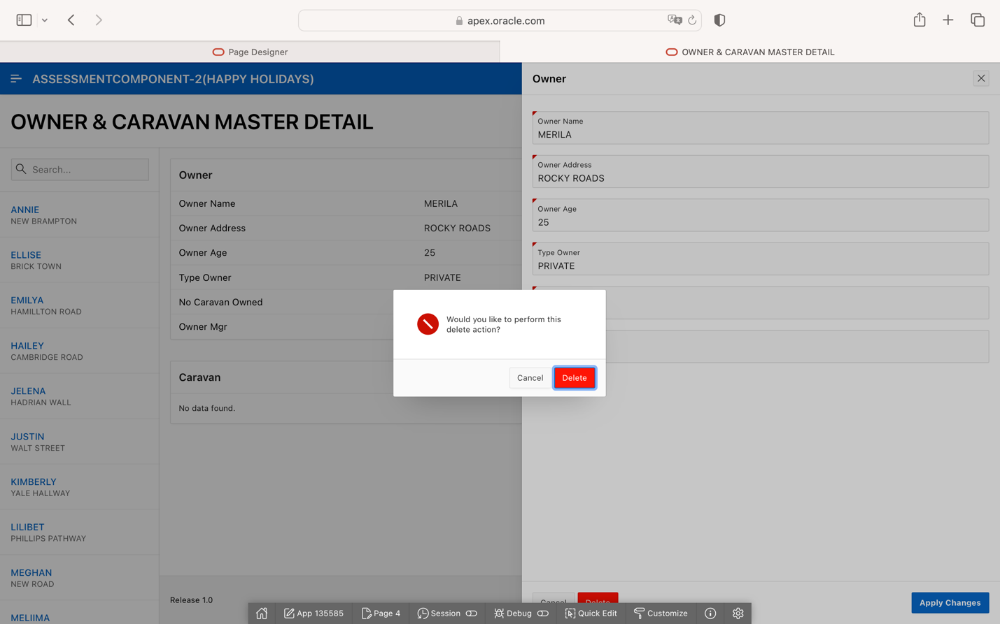 apex.oracle.com
Page Designer
OWNER & CARAVAN MASTER DETAIL
ASSESSMENTCOMPONENT-2(HAPPY HOLIDAYS)
OWNER & CARAVAN MASTER DETAIL
Search...
ANNIE
NEW BRAMPTON
ELLISE
BRICK TOWN
EMILYA
HAMILLTON ROAD
HAILEY
CAMBRIDGE ROAD
JELENA
HADRIAN WALL
JUSTIN
WALT STREET
KIMBERLY
YALE HALLWAY
LILIBET
PHILLIPS PATHWAY
MEGHAN
NEW ROAD
MELIIMA
Owner
Owner Name MERILA
Owner Address ROCKY ROADS
Owner Age 25
Type Owner PRIVATE
No Caravan Owned
Owner Mgr
Caravan
No data found.
Release 1.0
Owner
Owner Name
MERILA
Owner Address
ROCKY ROADS
Owner Age
25
Type Owner
PRIVATE
Would you like to perform this
delete action?
Cancel Delete
Cancel Delete Apply Changes
App 135585 Page 4 Session Debug Quick Edit Customize